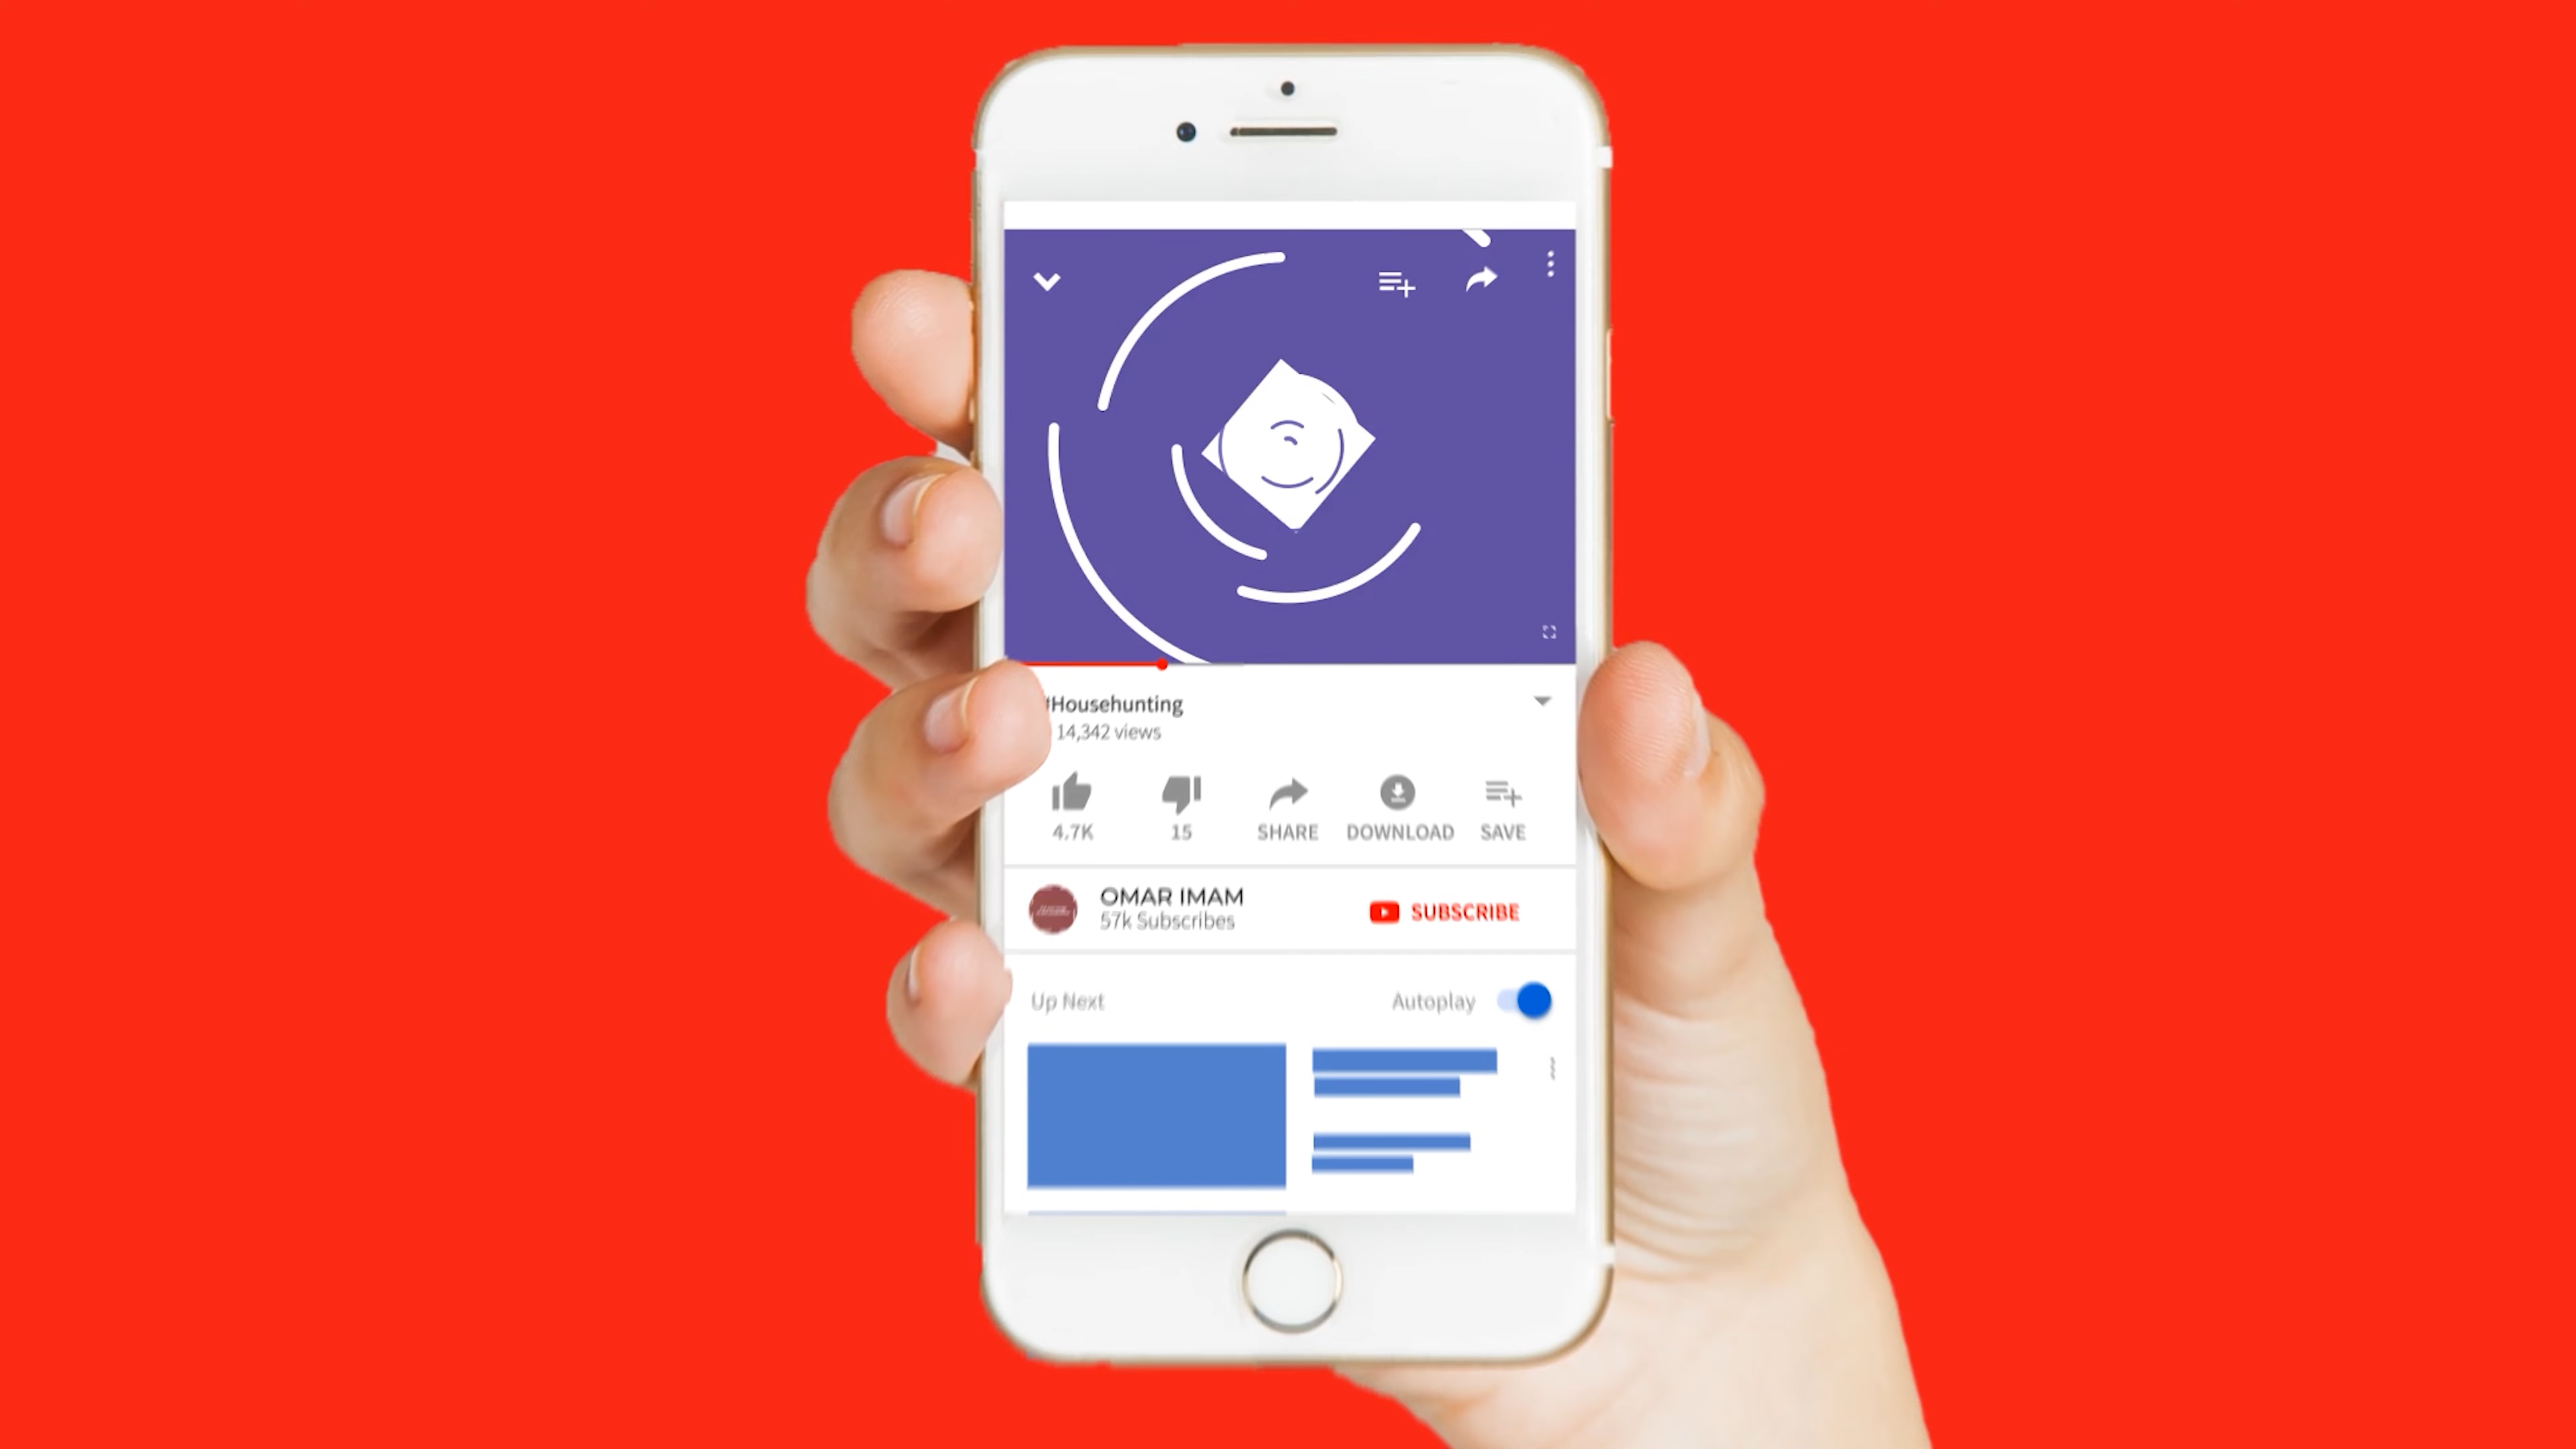 #Househunting
14,342 views
4.7K
15
SHARE
DOWNLOAD
SAVE
OMAR IMAM
57k Subscribes
SUBSCRIBE
Up Next
Autoplay